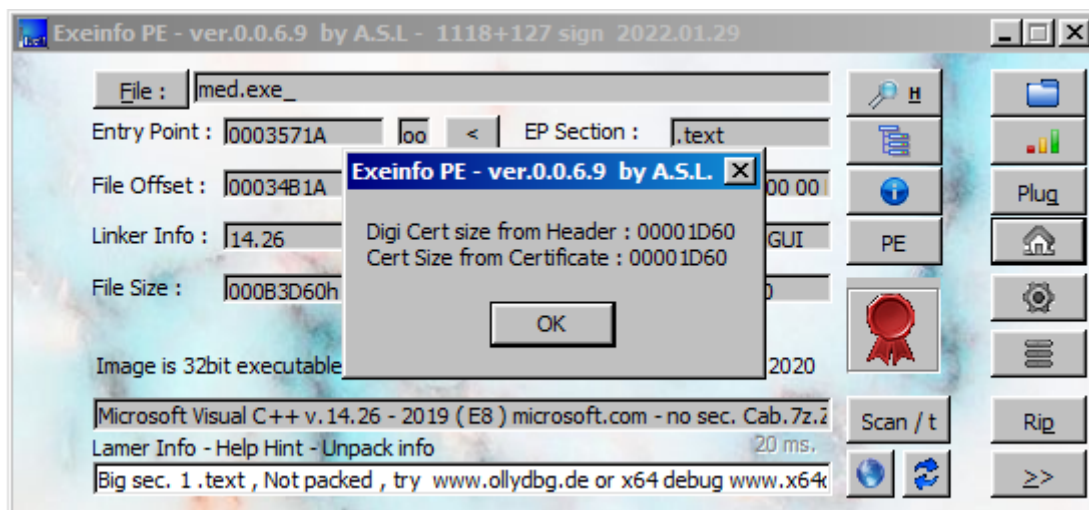 Exeinfo PE - ver.0.0.6.9 by A.S.L - 1118+127 sign 2022.01.29
File : med.exe_
H
Entry Point : 0003571A oo < EP Section : .text
Exeinfo PE - ver.0.0.6.9 by A.S.L.
File Offset : 00034B1A 00 00
Plug
Digi Cert size from Header : 00001D60
Linker Info : 14.26 GUI PE
Cert Size from Certificate : 00001D60
File Size : 000B3D60h
OK
Image is 32bit executable 2020
Microsoft Visual C++ v.14.26 - 2019 ( E8 ) microsoft.com - no sec. Cab.7z.Z
Scan / t Rip
Lamer Info - Help Hint - Unpack info 20 ms.
Big sec. 1 .text , Not packed , try www.ollydbg.de or x64 debug www.x64
>>